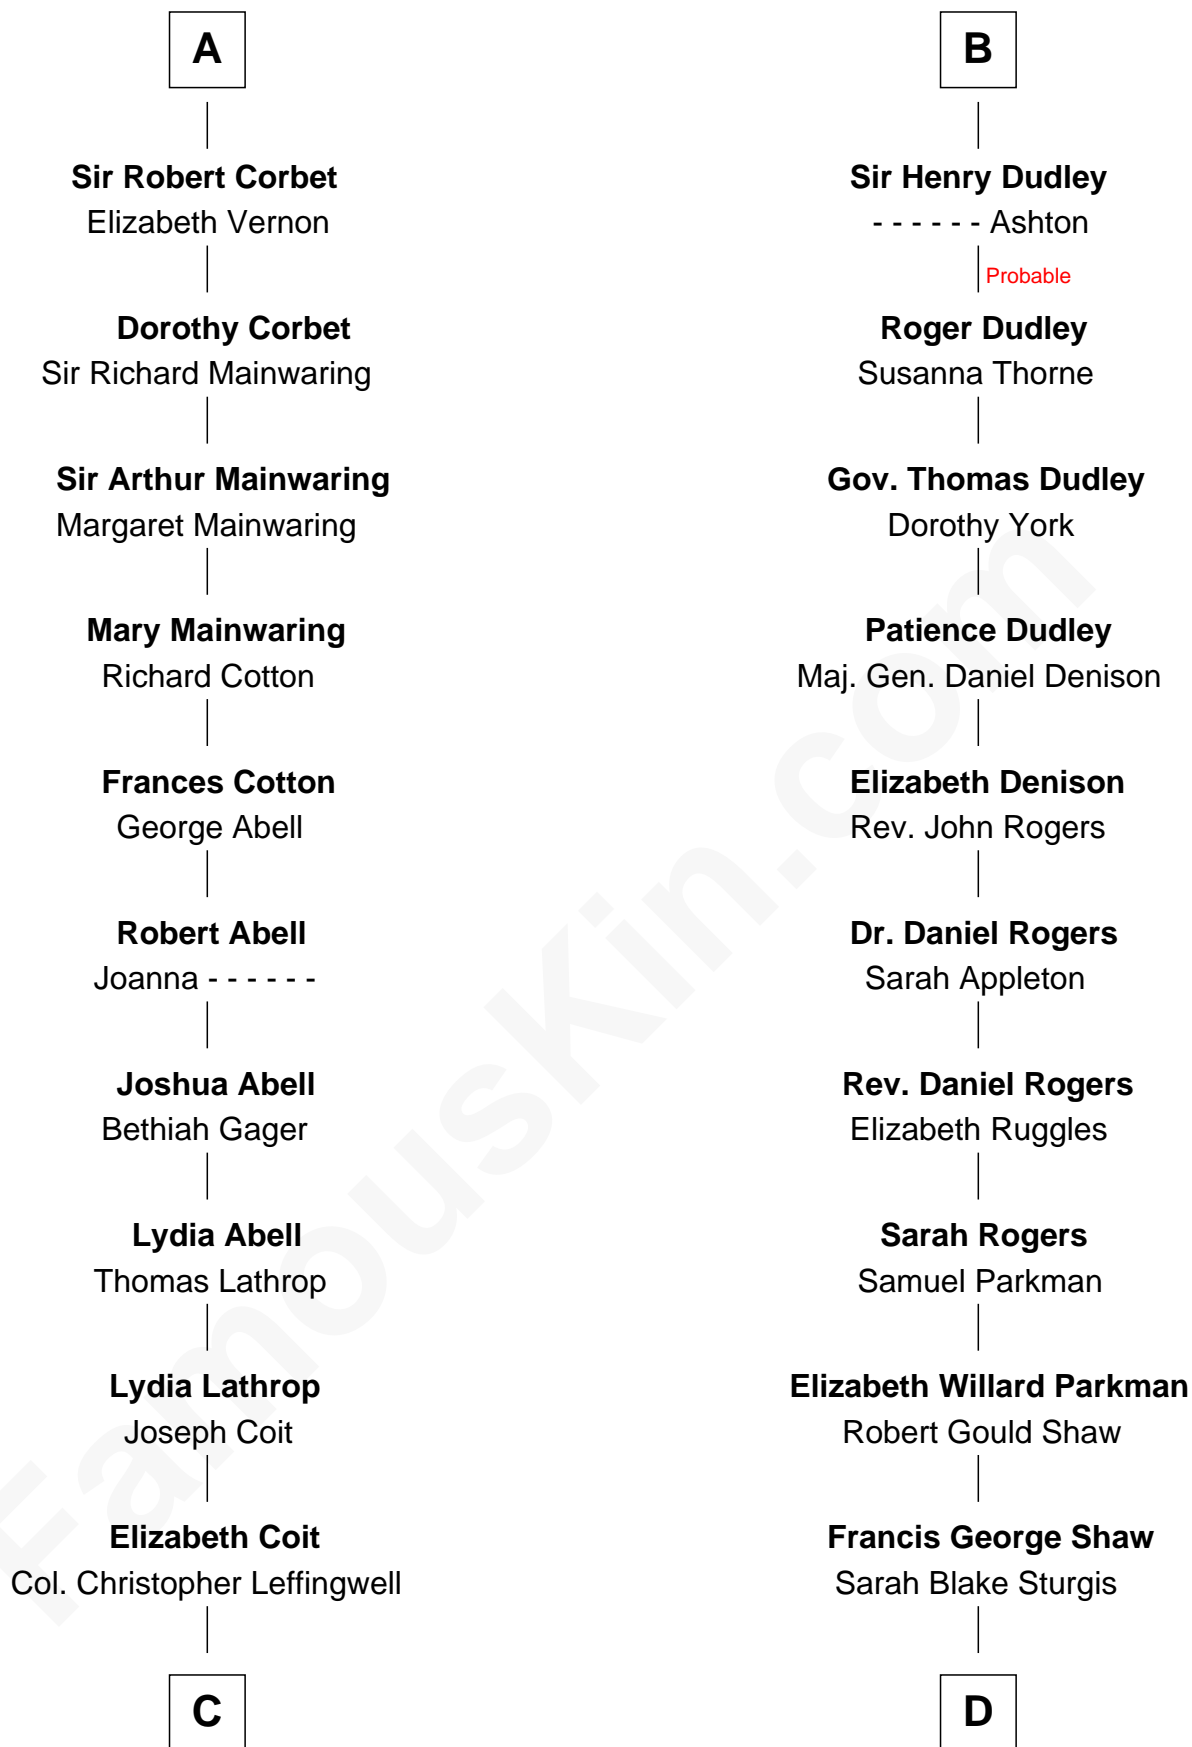 A
Sir Robert Corbet
Elizabeth Vernon
Dorothy Corbet
Sir Richard Mainwaring
Sir Arthur Mainwaring
Margaret Mainwaring
Mary Mainwaring
Richard Cotton
Frances Cotton
George Abell
Robert Abell
Joanna - - - - - -
Joshua Abell
Bethiah Gager
Lydia Abell
Thomas Lathrop
Lydia Lathrop
Joseph Coit
Elizabeth Coit
Col. Christopher Leffingwell
C
B
Sir Henry Dudley
- - - - - - Ashton
Probable
Roger Dudley
Susanna Thorne
Gov. Thomas Dudley
Dorothy York
Patience Dudley
Maj. Gen. Daniel Denison
Elizabeth Denison
Rev. John Rogers
Dr. Daniel Rogers
Sarah Appleton
Rev. Daniel Rogers
Elizabeth Ruggles
Sarah Rogers
Samuel Parkman
Elizabeth Willard Parkman
Robert Gould Shaw
Francis George Shaw
Sarah Blake Sturgis
D
FamousKin.com